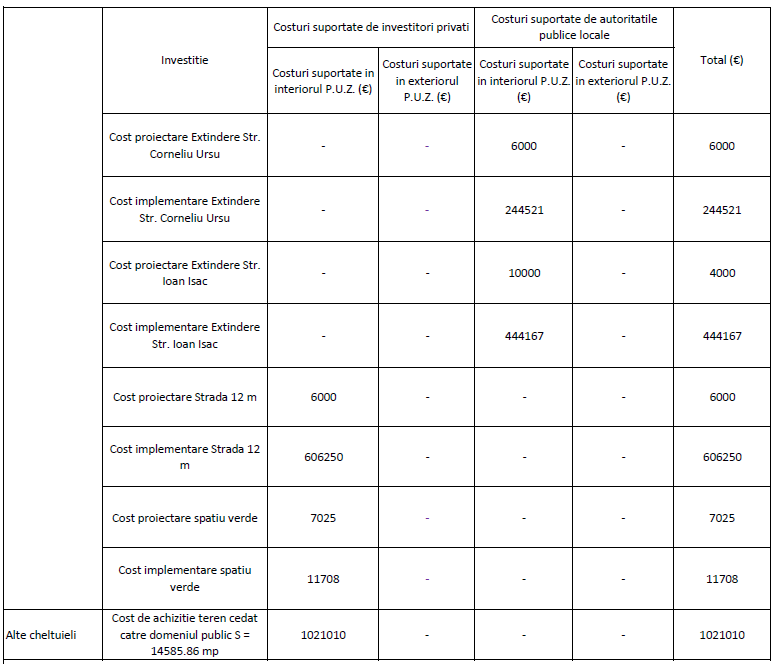 Investitie
Costuri suportate de investitori privati
Costuri suportate de autoritatile
publice locale
Total (€)
Costuri suportate in
interiorul P.U.Z. (€)
Costuri suportate
in exteriorul
P.U.Z. (€)
Costuri suportate
in interiorul P.U.Z.
(€)
Costuri suportate
in exteriorul P.U.Z.
(€)
Cost proiectare Extindere Str.
Corneliu Ursu
- - 6000 - 6000
Cost implementare Extindere
Str. Corneliu Ursu
- - 244521 - 244521
Cost proiectare Extindere Str.
Ioan Isac
- - 10000 - 4000
Cost implementare Extindere
Str. Ioan Isac
- - 444167 - 444167
Cost proiectare Strada 12 m 6000 - - - 6000
Cost implementare Strada 12
m
606250 - - - 606250
Cost proiectare spatiu verde 7025 - - - 7025
Cost implementare spatiu
verde
11708 - - - 11708
Alte cheltuieli
Cost de achizitie teren cedat
catre domeniul public S =
14585.86 mp
1021010 - - - 1021010